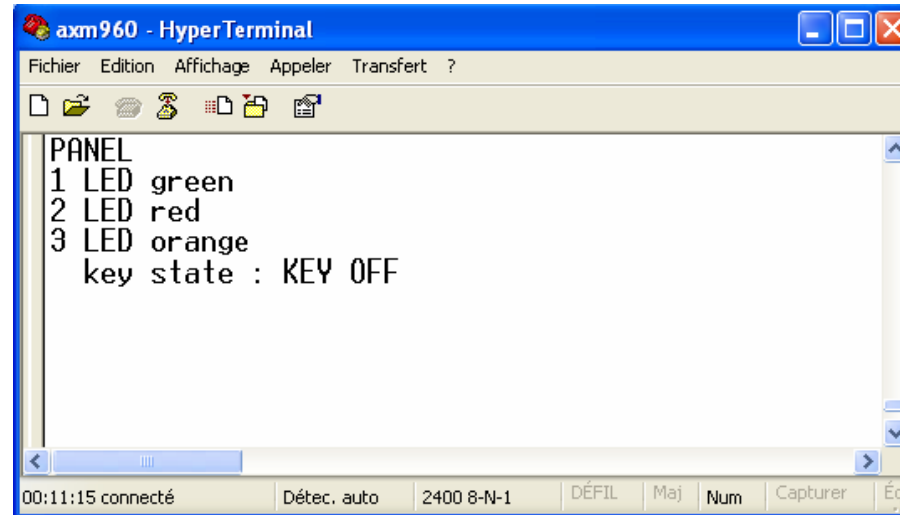 axm960 - HyperTerminal
Fichier Edition Affichage Appeler Transfert ?
PANEL
1 LED green
2 LED red
3 LED orange
key state : KEY OFF
00:11:15 connecté Détec. auto 2400 8-N-1 DÉFIL Maj Num Capturer